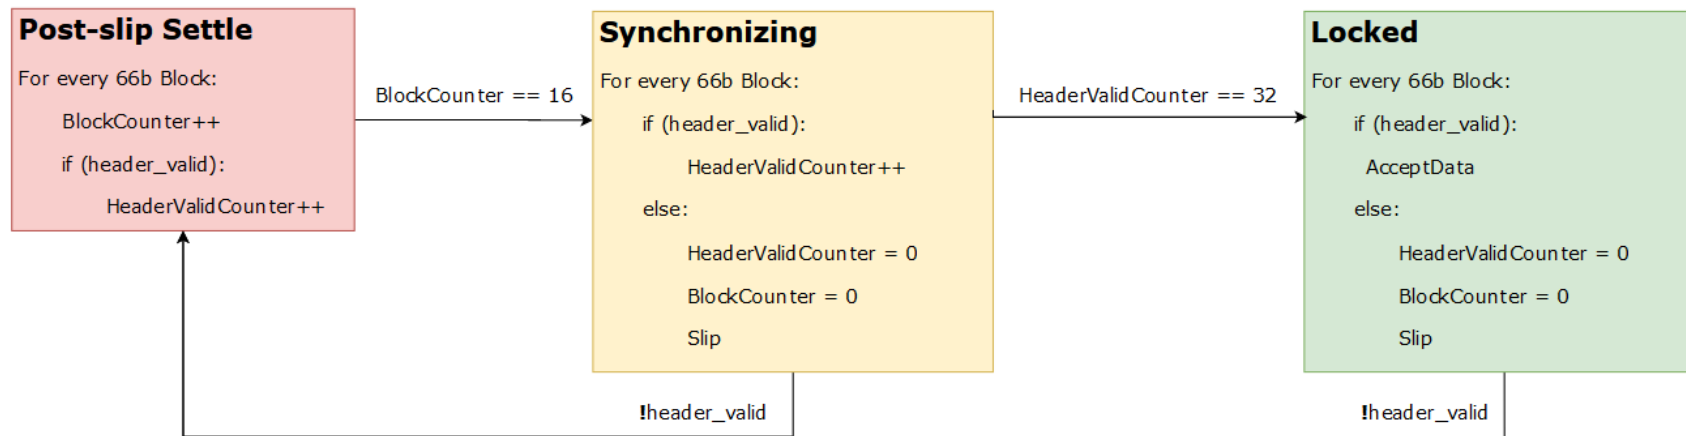 Post-slip Settle
For every 66b Block:
BlockCounter++
if (header_valid):
HeaderValidCounter++
BlockCounter == 16
Synchronizing
For every 66b Block:
if (header_valid):
HeaderValidCounter++
else:
HeaderValidCounter = 0
BlockCounter = 0
Slip
!header_valid
HeaderValidCounter == 32
Locked
For every 66b Block:
if (header_valid):
AcceptData
else:
HeaderValidCounter = 0
BlockCounter = 0
Slip
!header_valid